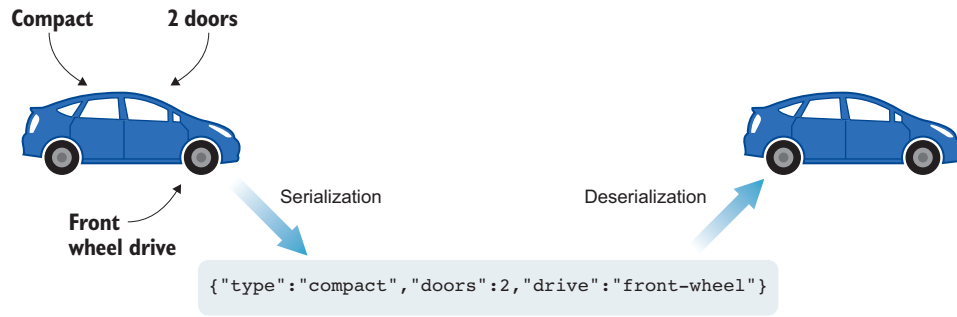 Compact
2 doors
Serialization
Deserialization
Front
wheel drive
{"type":"compact","doors":2,"drive":"front-wheel"}